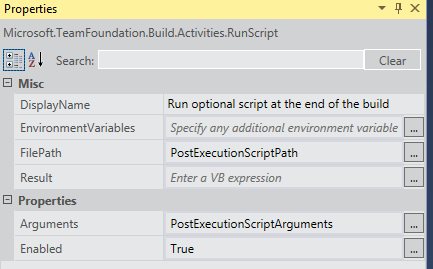 Properties
Microsoft.TeamFoundation.Build.Activities.RunScript
Search: Clear
Misc
DisplayName Run optional script at the end of the build
EnvironmentVariables Specify any additional environment variable ...
FilePath PostExecutionScriptPath ...
Result Enter a VB expression ...
Properties
Arguments PostExecutionScriptArguments ...
Enabled True ...